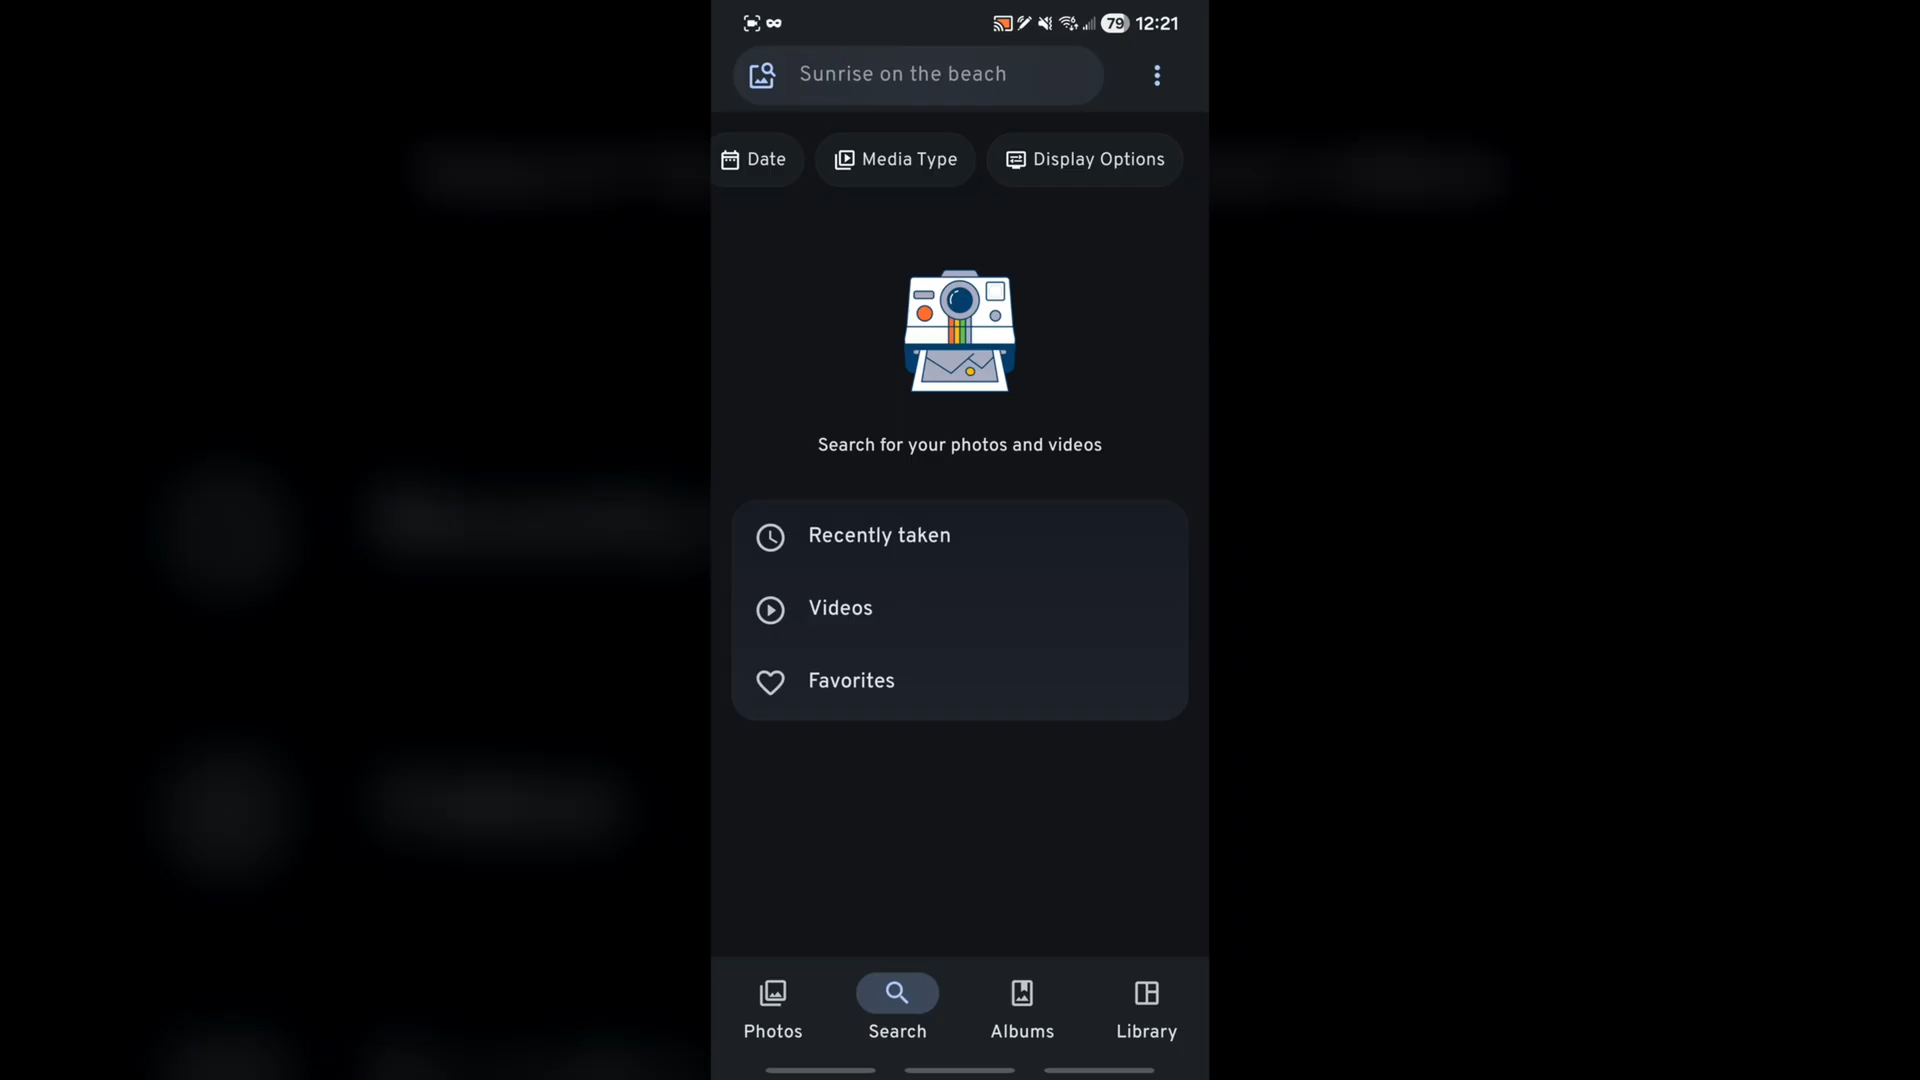 79 12:21
Sunrise on the beach
Date Media Type Display Options
Search for your photos and videos
Recently taken
Videos
Favorites
Photos Search Albums Library